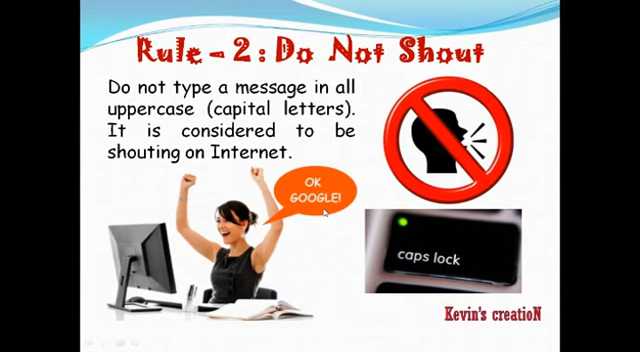 Rule - 2 : Do Not Shout
Do not type a message in all
uppercase (capital letters).
It is considered to be
shouting on Internet.
OK
GOOGLE!
caps lock
Kevin's creatioN